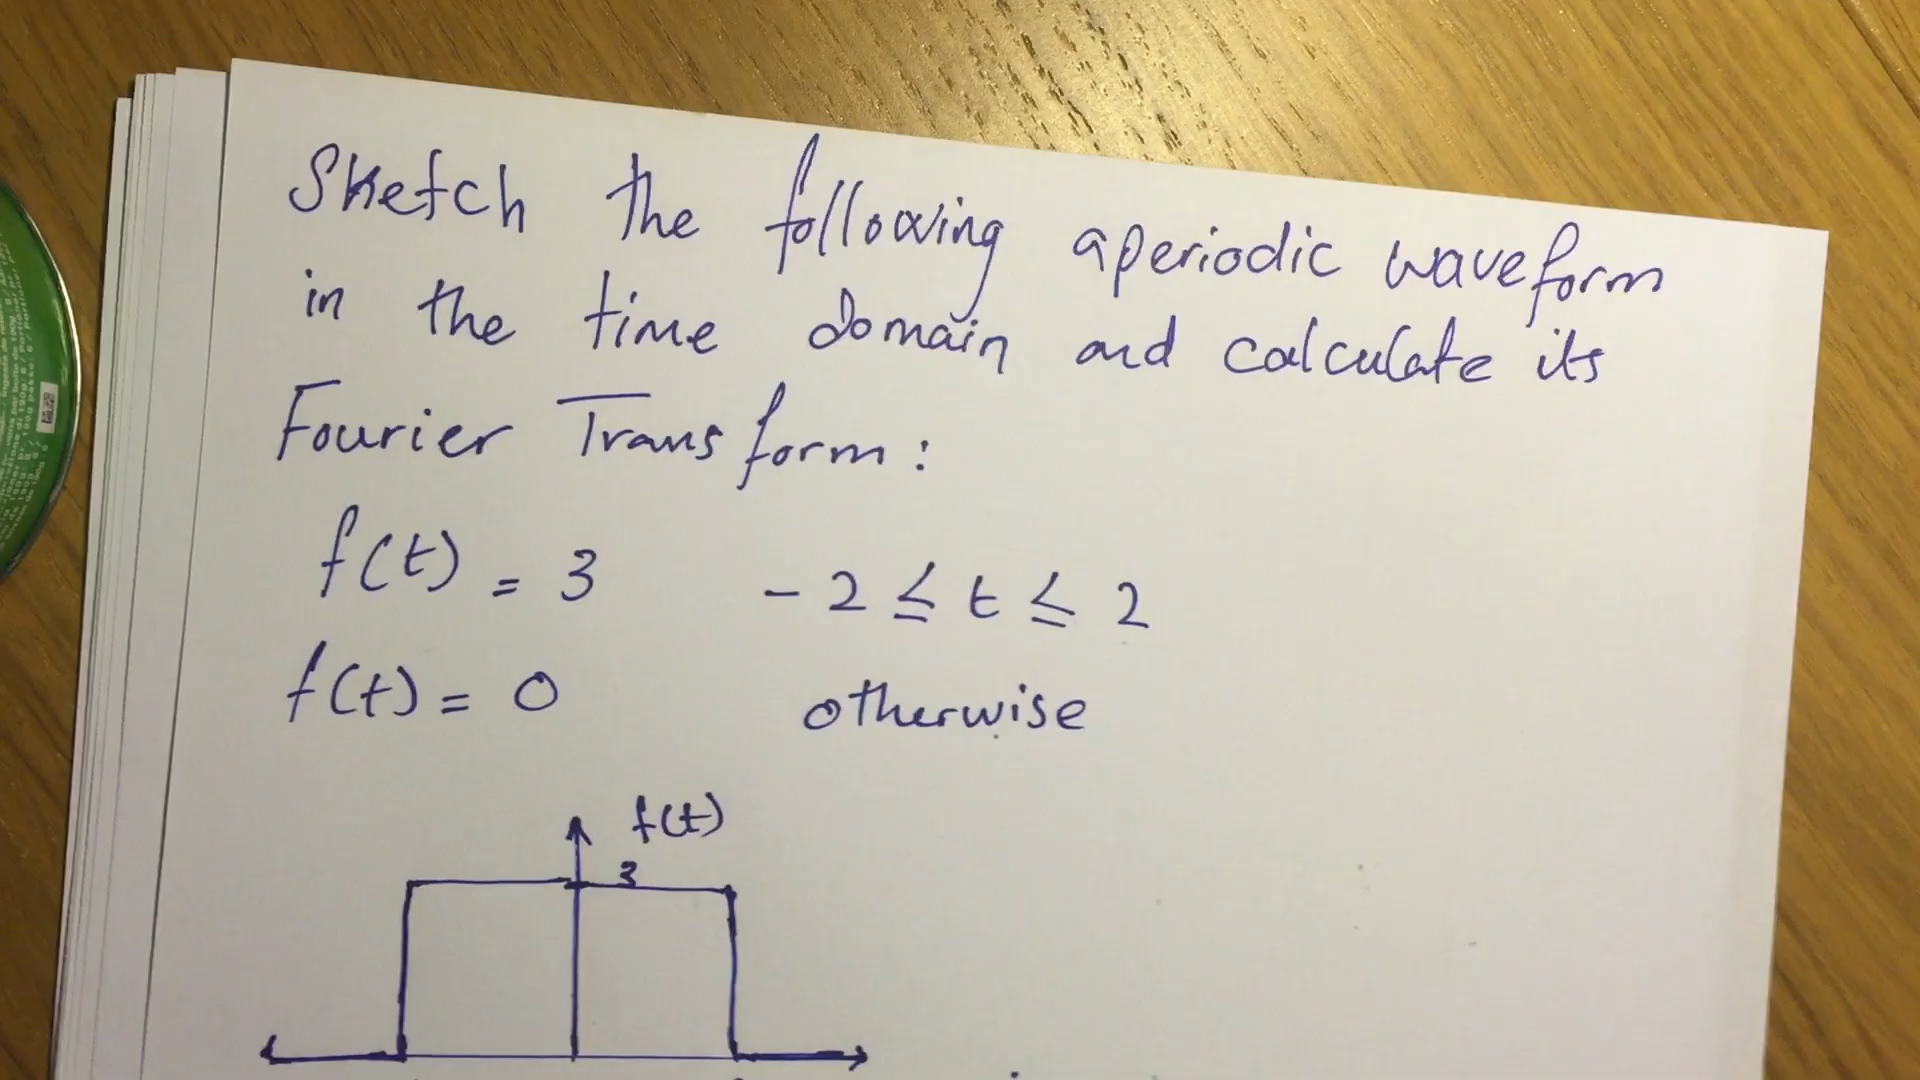 Sketch the following aperiodic waveform
in the time domain and calculate its
Fourier Transform:
f(t) = 3 -2 ≤ t ≤ 2
f(t) = 0 otherwise
f(t)
3